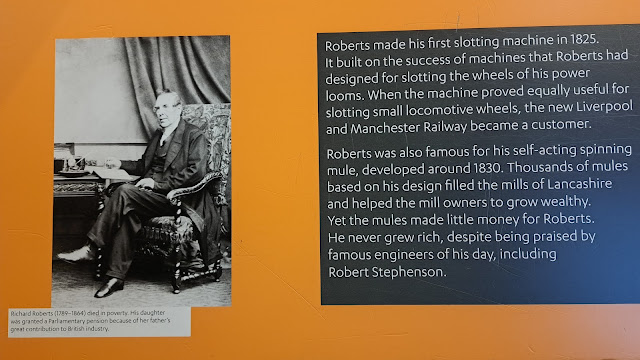 Roberts made his first slotting machine in 1825.
It built on the success of machines that Roberts had
designed for slotting the wheels of his power
looms. When the machine proved equally useful for
slotting small locomotive wheels, the new Liverpool
and Manchester Railway became a customer.
Roberts was also famous for his self-acting spinning
mule, developed around 1830. Thousands of mules
based on his design filled the mills of Lancashire
and helped the mill owners to grow wealthy.
Yet the mules made little money for Roberts.
He never grew rich, despite being praised by
famous engineers of his day, including
Robert Stephenson.
Richard Roberts (1789–1864) died in poverty. His daughter
was granted a Parliamentary pension because of her father's
great contribution to British industry.